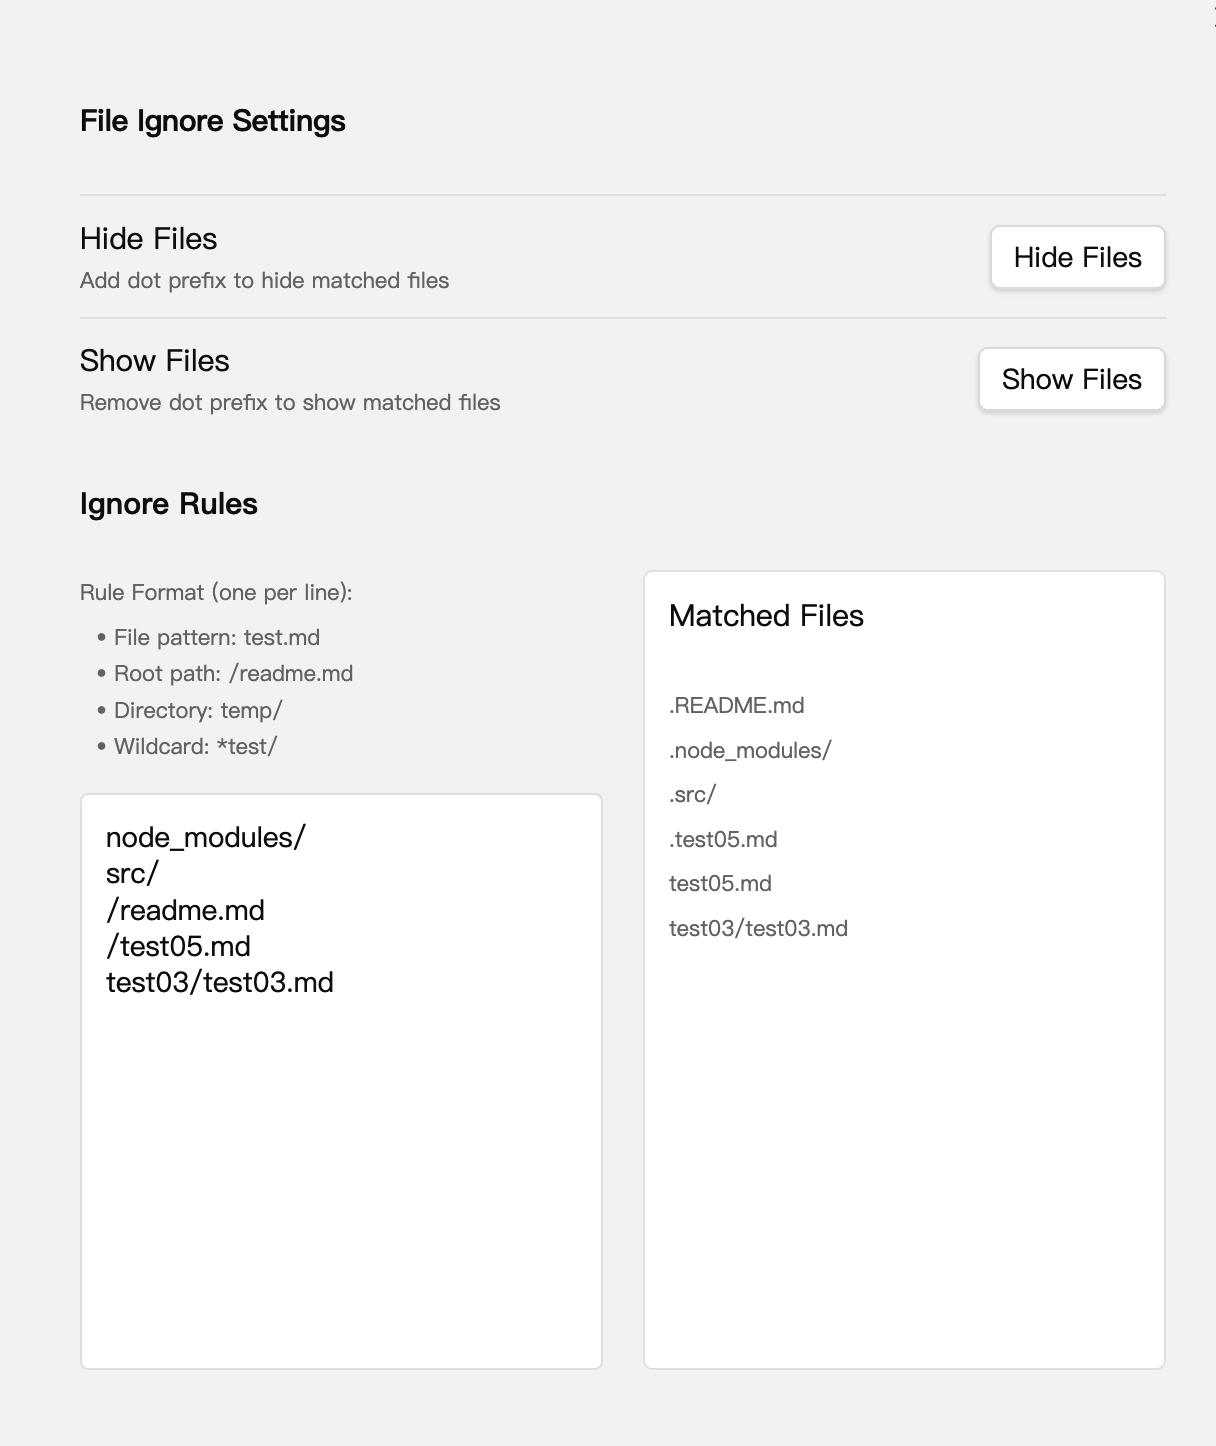 File Ignore Settings
Hide Files
Add dot prefix to hide matched files
Hide Files
Show Files
Remove dot prefix to show matched files
Show Files
Ignore Rules
Rule Format (one per line):
• File pattern: test.md
• Root path: /readme.md
• Directory: temp/
• Wildcard: *test/
node_modules/
src/
/readme.md
/test05.md
test03/test03.md
Matched Files
.README.md
.node_modules/
.src/
.test05.md
test05.md
test03/test03.md